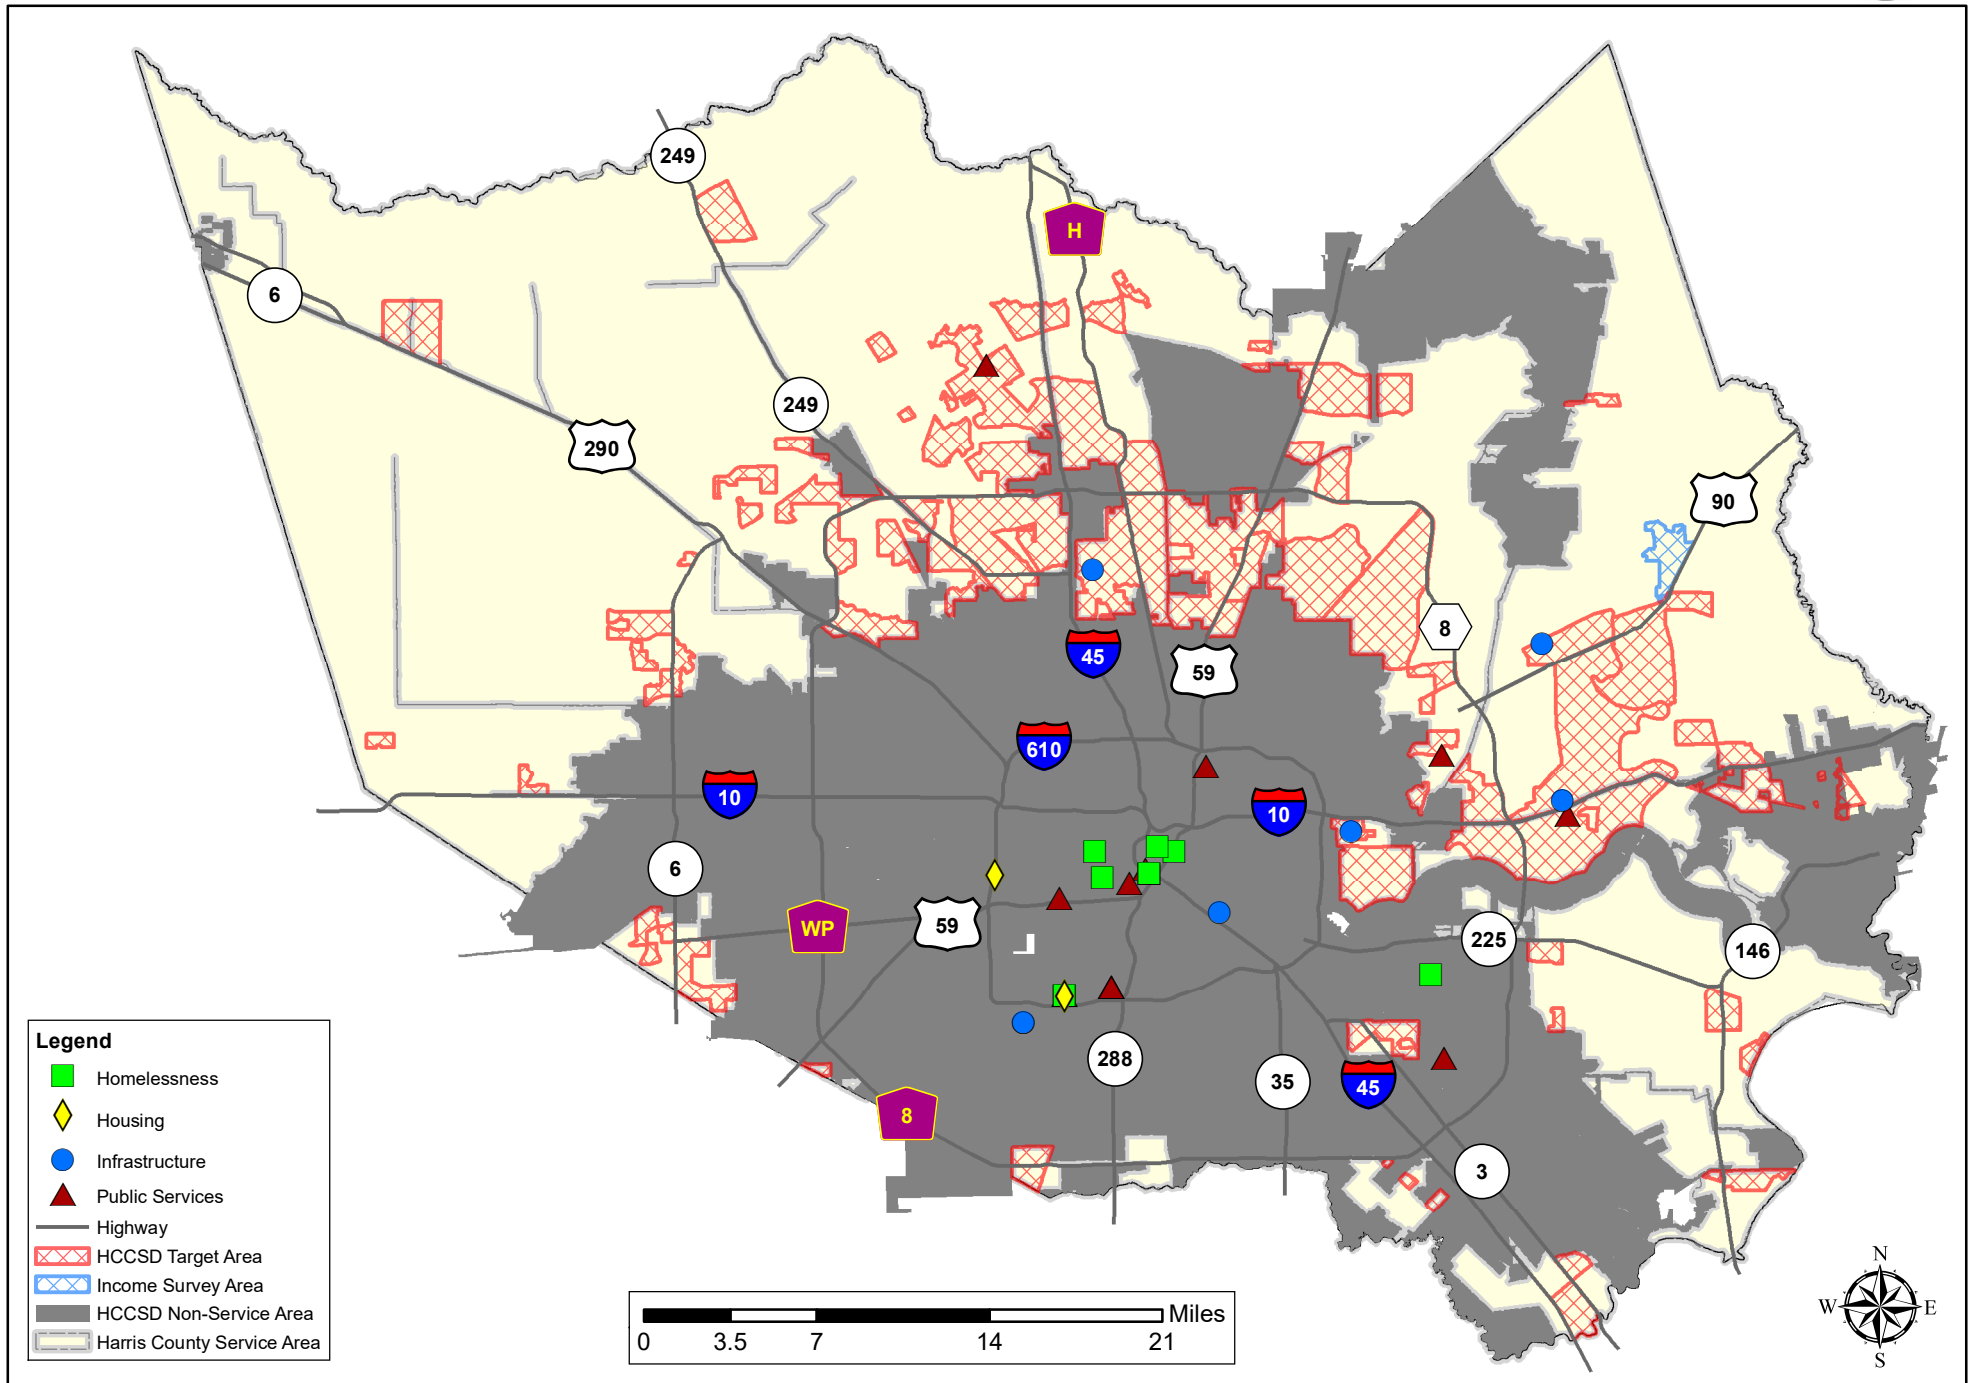 249
H
6
249
290
90
8
45
59
610
10
10
6
WP
59
225
146
288
35
45
8
3
Legend
Homelessness
Housing
Infrastructure
Public Services
Highway
HCCSD Target Area
Income Survey Area
HCCSD Non-Service Area
Harris County Service Area
Miles
0 3.5 7 14 21
N
W E
S